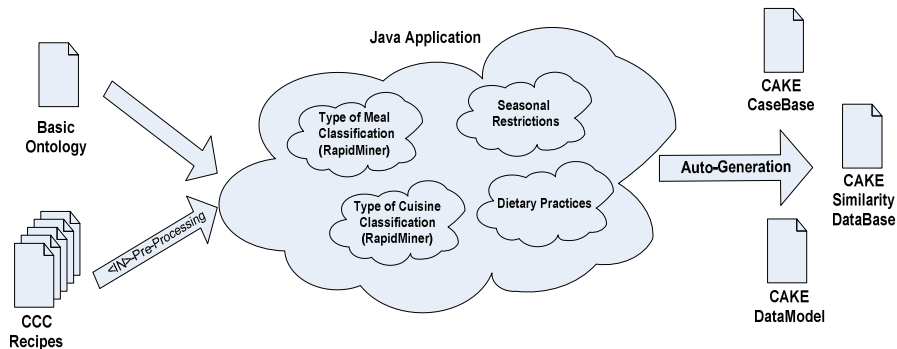 Java Application
Basic
Ontology
CCC
Recipes
<IN>-Pre-Processing
Type of Meal
Classification
(RapidMiner)
Seasonal
Restrictions
Type of Cuisine
Classification
(RapidMiner)
Dietary Practices
Auto-Generation
CAKE
CaseBase
CAKE
Similarity
DataBase
CAKE
DataModel